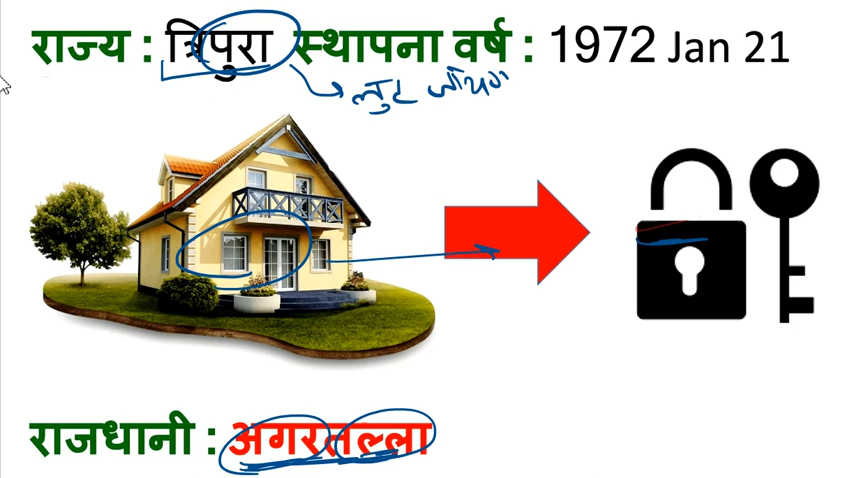 राज्य : त्रिपुरा स्थापना वर्ष : 1972 Jan 21
लुट
राजधानी : अगरतल्ला